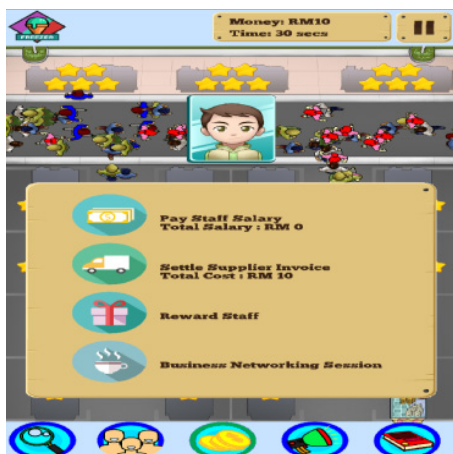 FREEZER
Money: RM10
Time: 30 secs
Pay Staff Salary
Total Salary : RM 0
Settle Supplier Invoice
Total Cost : RM 10
Reward Staff
Business Networking Session